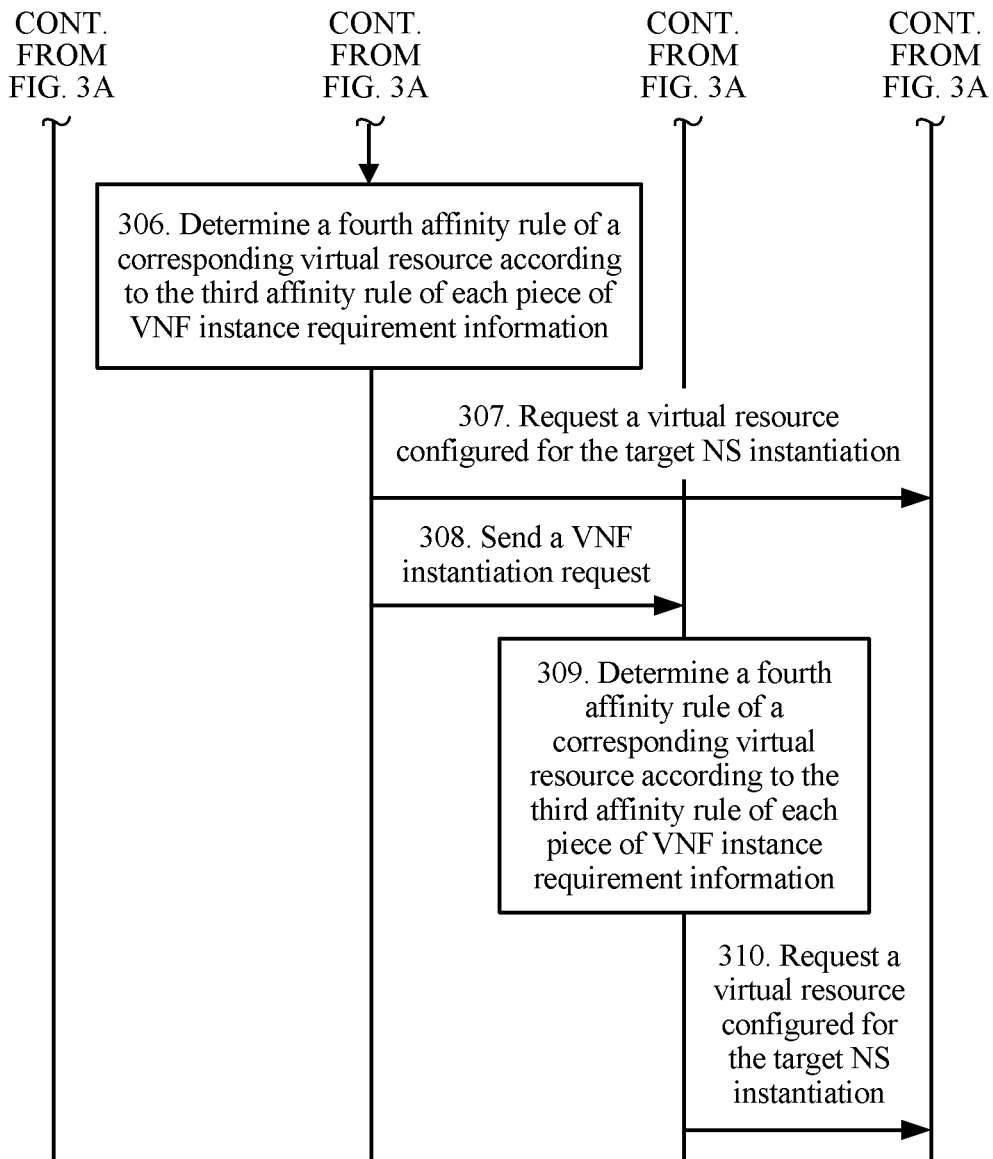 CONT.
FROM
FIG. 3A
CONT.
FROM
FIG. 3A
CONT.
FROM
FIG. 3A
CONT.
FROM
FIG. 3A
306. Determine a fourth affinity rule of a
corresponding virtual resource according
to the third affinity rule of each piece of
VNF instance requirement information
307. Request a virtual resource
configured for the target NS instantiation
308. Send a VNF
instantiation request
309. Determine a fourth
affinity rule of a
corresponding virtual
resource according to the
third affinity rule of each
piece of VNF instance
requirement information
310. Request a
virtual resource
configured for
the target NS
instantiation